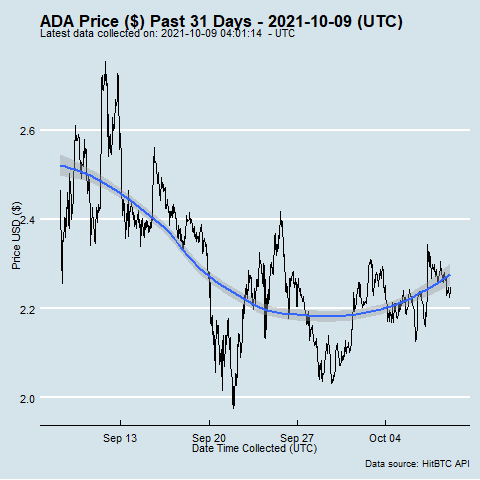 ADA Price ($) Past 31 Days - 2021-10-09 (UTC)
Latest data collected on: 2021-10-09 04:01:14 - UTC
Price USD ($)
2.6
2.4
2.2
2.0
Sep 13 Sep 20 Sep 27 Oct 04
Date Time Collected (UTC)
Data source: HitBTC API